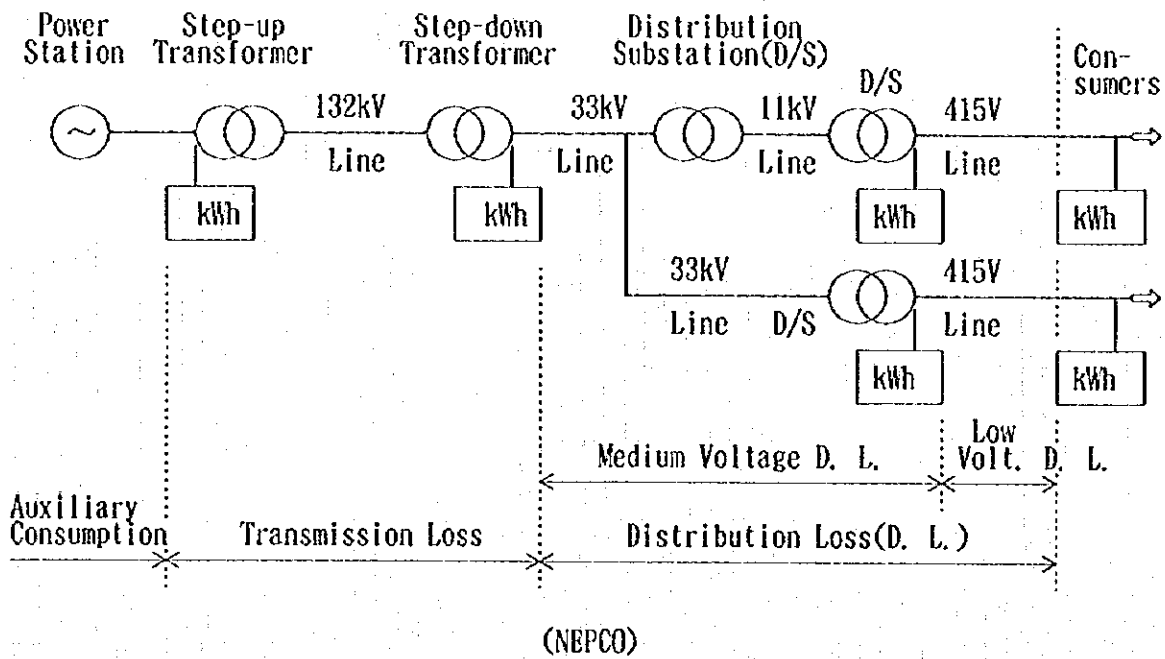 Power
Station
Step-up
Transformer
Step-down
Transformer
Distribution
Substation(D/S)
Con-
sumers
132kV
Line
33kV
Line
11kV
Line
D/S
415V
Line
kWh
kWh
kWh
kWh
33kV
Line
D/S
415V
Line
kWh
kWh
Medium Voltage D. L.
Low
Volt. D. L.
Auxiliary
Consumption
Transmission Loss
Distribution Loss(D. L.)
(NEPCO)